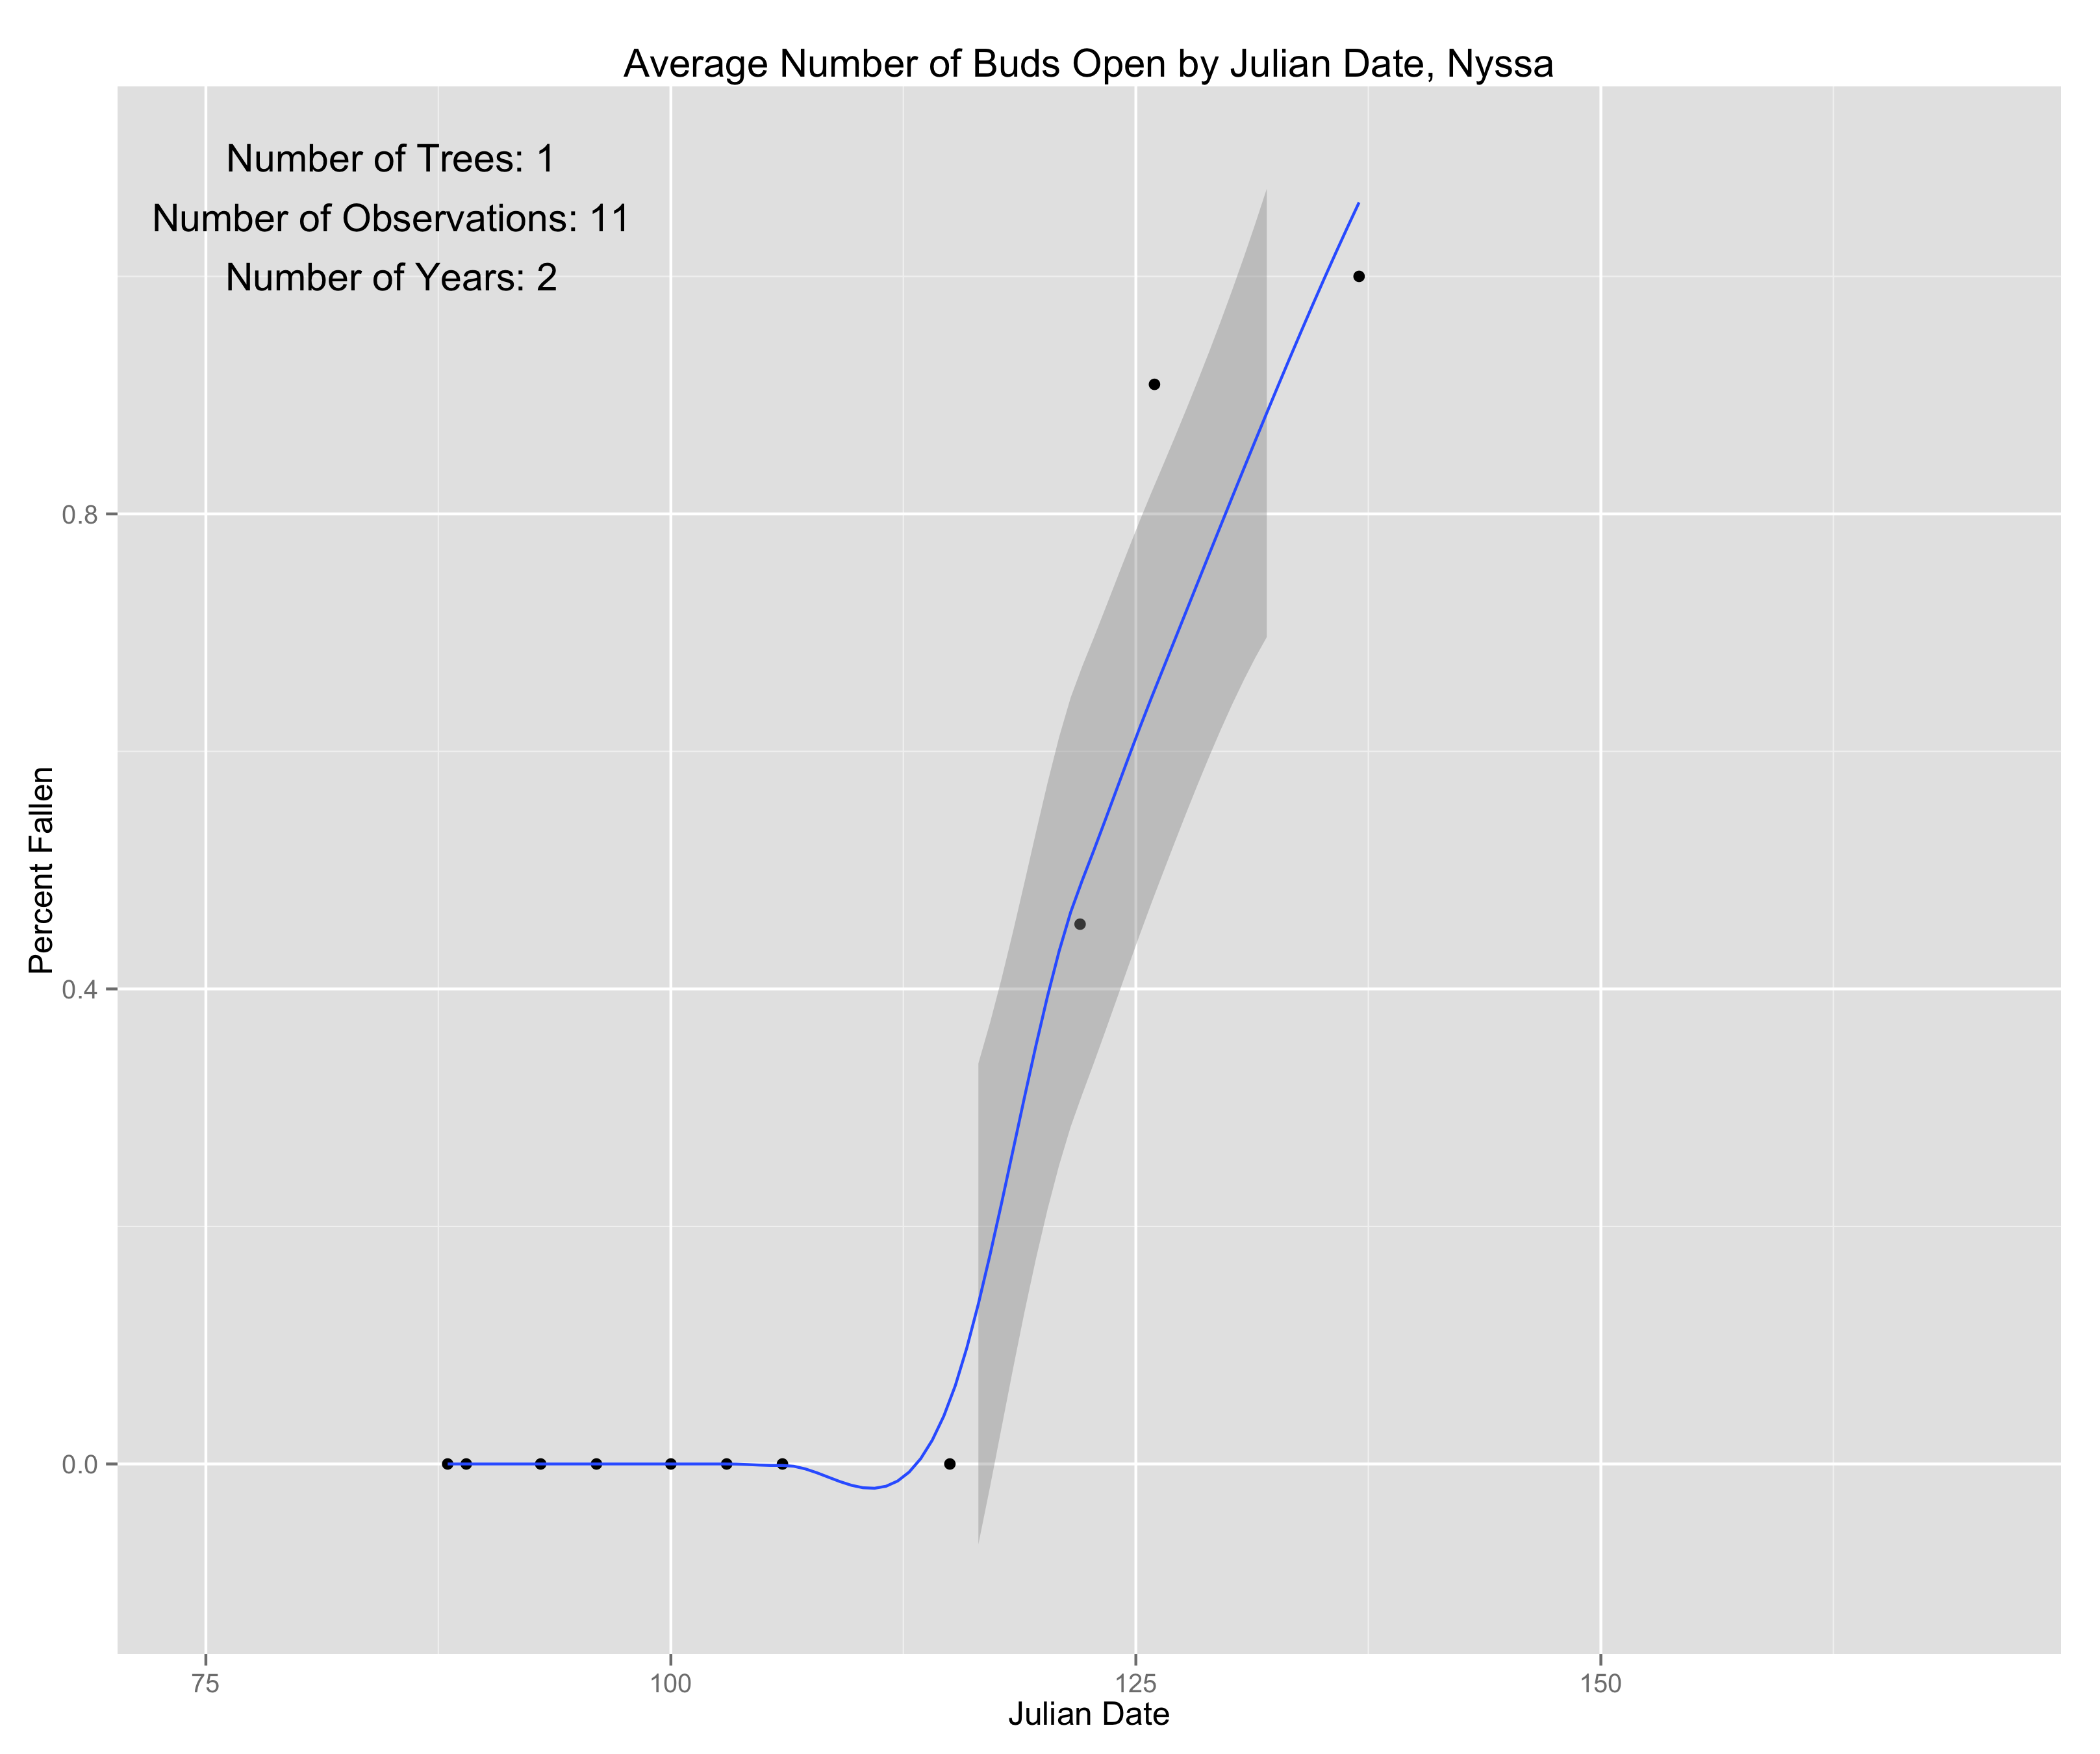 Average Number of Buds Open by Julian Date, Nyssa
Number of Trees: 1
Number of Observations: 11
Number of Years: 2
0.8
0.4
0.0
Percent Fallen
75 100 125 150
Julian Date